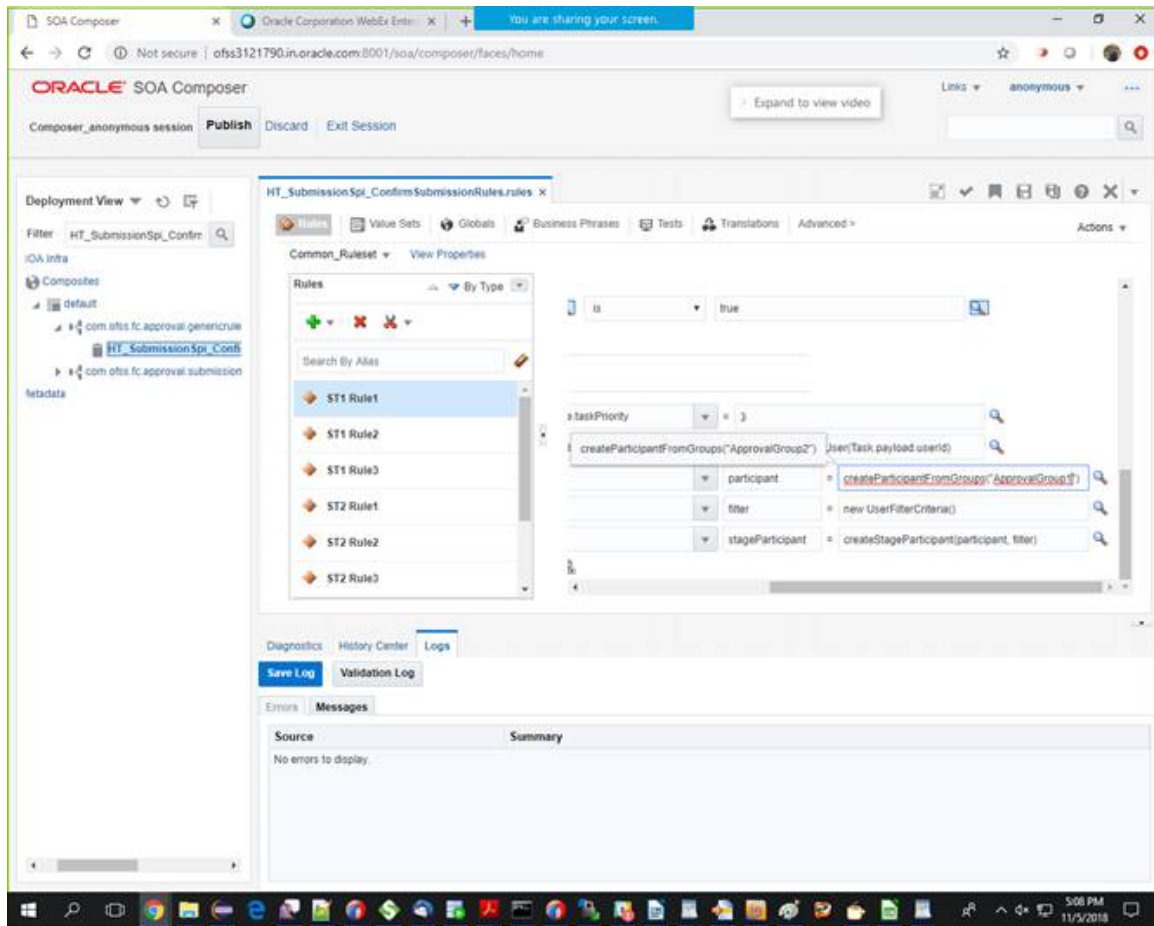 SOA Composer
Oracle Corporation WebEx Enter
You are sharing your screen.
Not secure | ofss3121790.in.oracle.com:8001/soa/composer/faces/home
ORACLE SOA Composer
Expand to view video
Links
anonymous
Composer_anonymous session Publish Discard Exit Session
Deployment View
Filter HT_SubmissionSpi_Confirm
SOA Infra
Composites
default
com.ofss.fc.approval.genericrule
HT_SubmissionSpi_Confi
com.ofss.fc.approval.submission
Metadata
HT_SubmissionSpi_ConfirmSubmissionRules.rules
Rules Value Sets Globals Business Phrases Tests Translations Advanced > Actions
Common_Ruleset View Properties
Rules By Type
Search By Alias
ST1 Rule1
ST1 Rule2
ST1 Rule3
ST2 Rule1
ST2 Rule2
ST2 Rule3
is true
taskPriority = 3
createParticipantFromGroups("ApprovalGroup2") User(Task.payload.userId)
participant = createParticipantFromGroups("ApprovalGroup1")
filter = new UserFilterCriteria()
stageParticipant = createStageParticipant(participant, filter)
Diagnostics History Center Logs
Save Log Validation Log
Errors Messages
Source Summary
No errors to display.
5:08 PM
11/5/2018